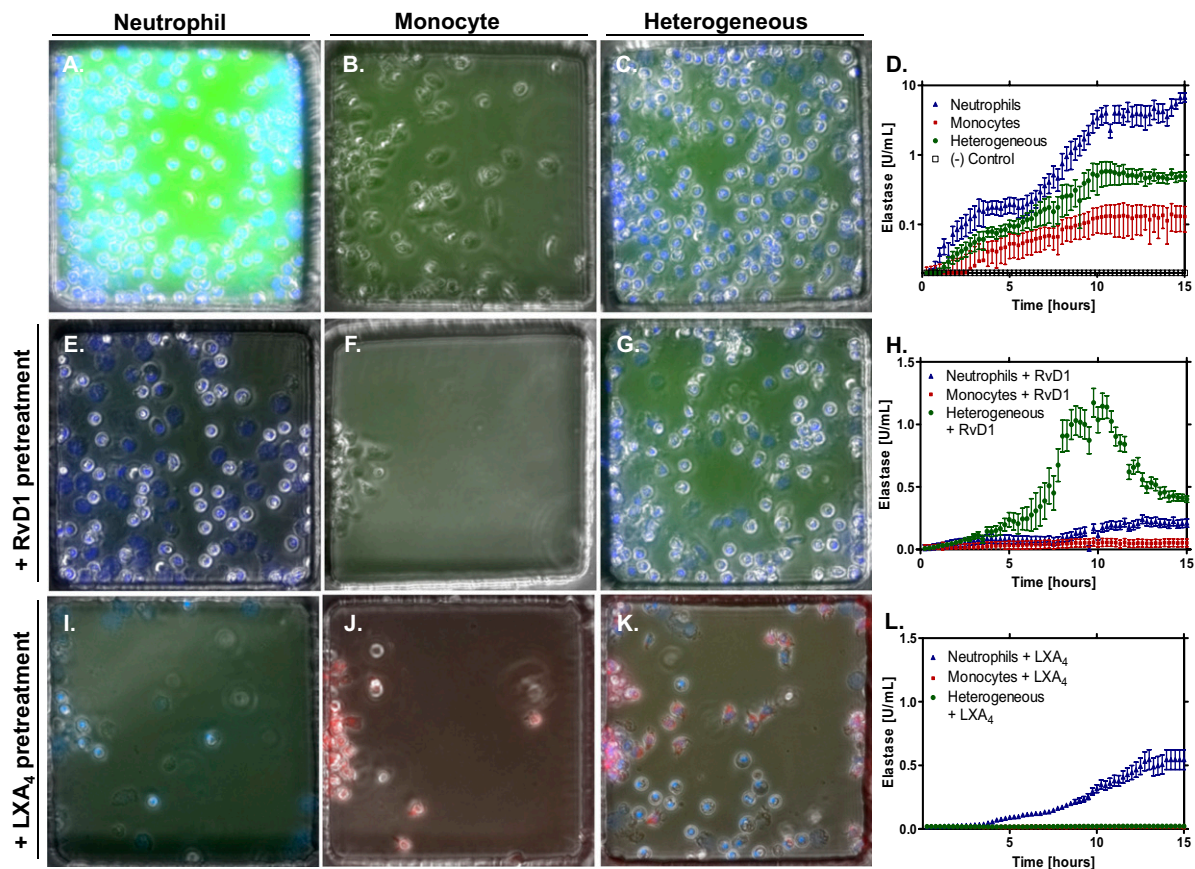 Neutrophil
Monocyte
Heterogeneous
A.
B.
C.
D.
Neutrophils
Monocytes
Heterogeneous
(-) Control
Elastase [U/mL]
10
1
0.1
0
5
10
15
Time [hours]
+ RvD1 pretreatment
E.
F.
G.
H.
Neutrophils + RvD1
Monocytes + RvD1
Heterogeneous
+ RvD1
Elastase [U/mL]
1.5
1.0
0.5
0.0
0
5
10
15
Time [hours]
+ LXA₄ pretreatment
I.
J.
K.
L.
Neutrophils + LXA₄
Monocytes + LXA₄
Heterogeneous
+ LXA₄
Elastase [U/mL]
1.5
1.0
0.5
0.0
5
10
15
Time [hours]